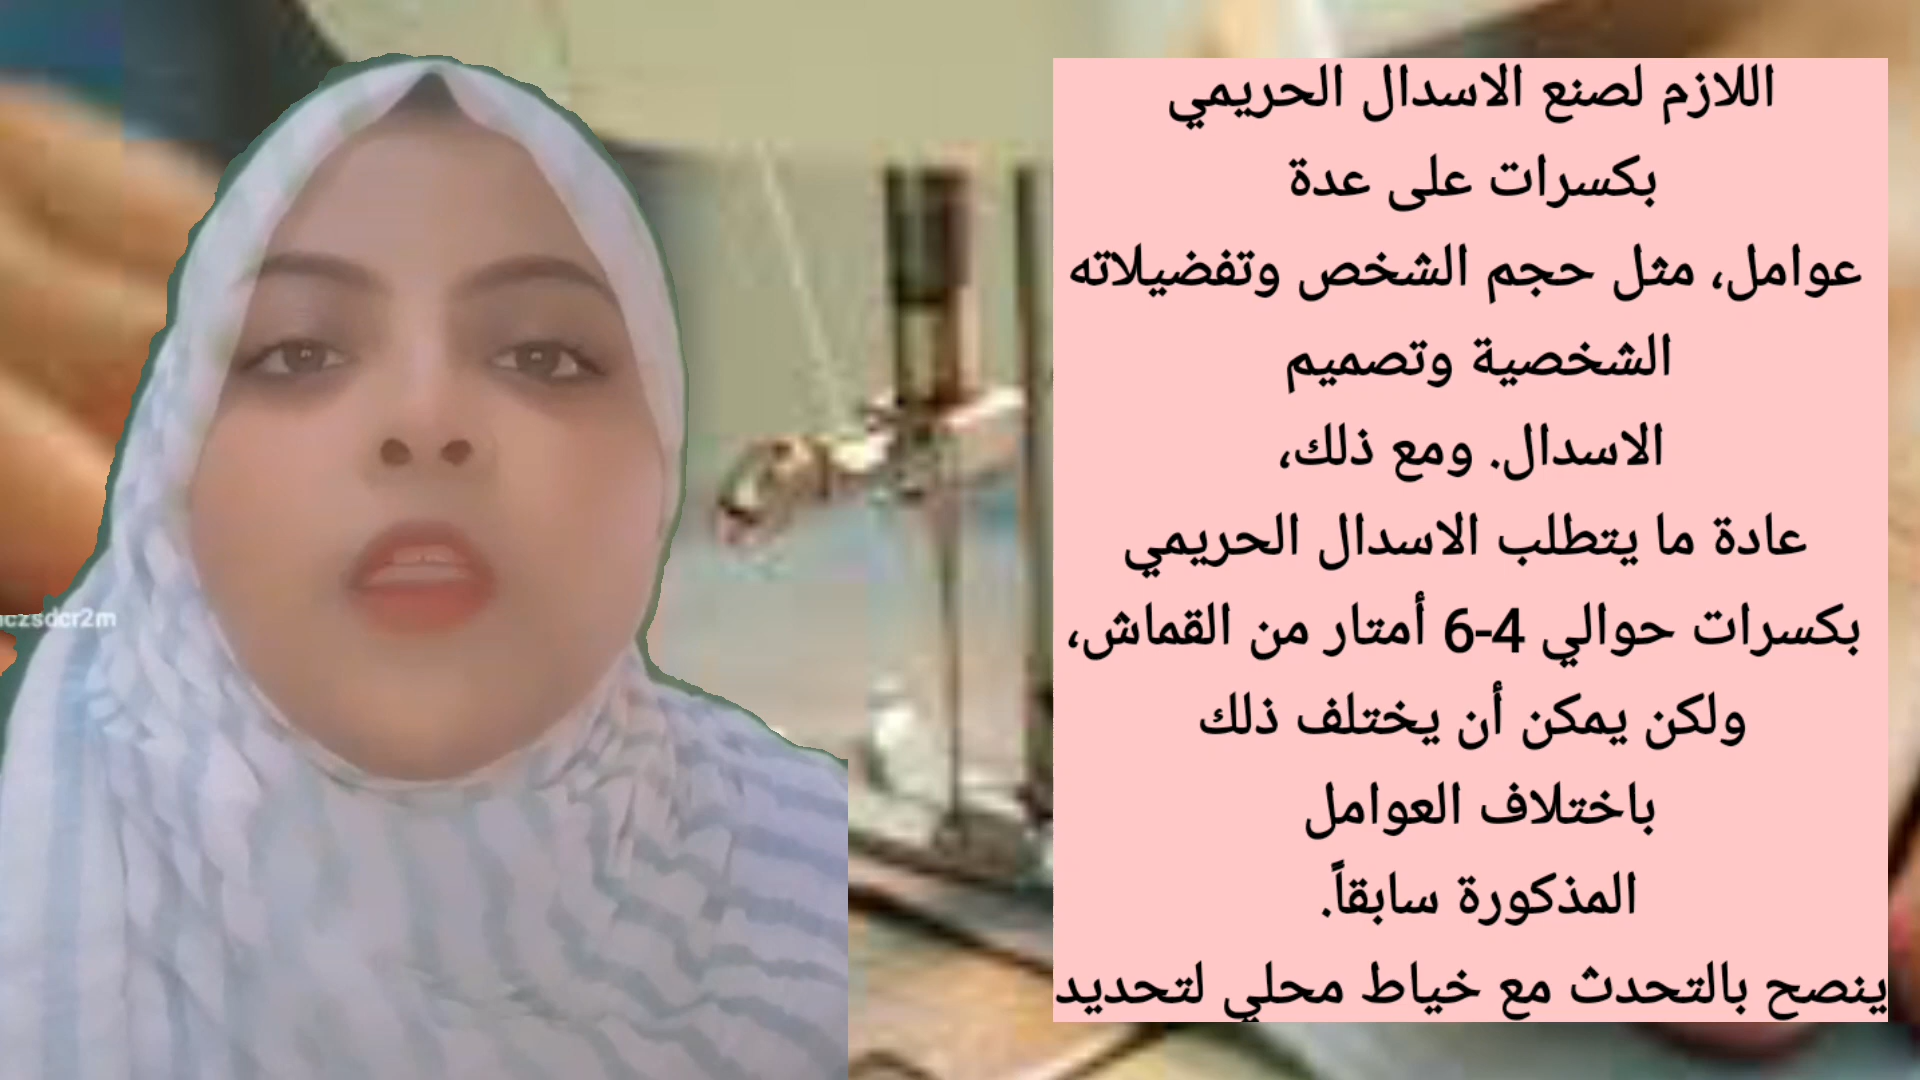 اللازم لصنع الاسدال الحريمي
بكسرات على عدة
عوامل، مثل حجم الشخص وتفضيلاته
الشخصية وتصميم
الاسدال. ومع ذلك،
عادة ما يتطلب الاسدال الحريمي
بكسرات حوالي 4-6 أمتار من القماش،
ولكن يمكن أن يختلف ذلك
باختلاف العوامل
المذكورة سابقاً.
ينصح بالتحدث مع خياط محلي لتحديد